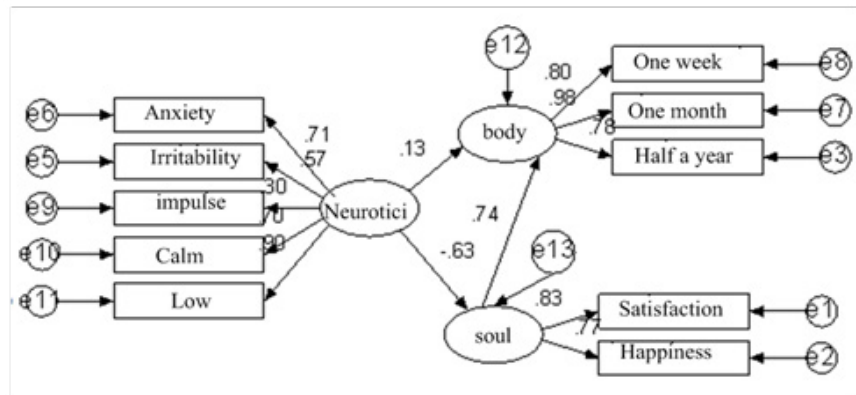 e12
e6
Anxiety
.71
.80
One week
e8
.98
One month
e7
e5
Irritability
.57
.13
body
.78
Half a year
e3
.30
e9
impulse
.70
Neurotici
.74
e10
Calm
.90
-.63
e13
e11
Low
.83
Satisfaction
e1
soul
.77
Happiness
e2